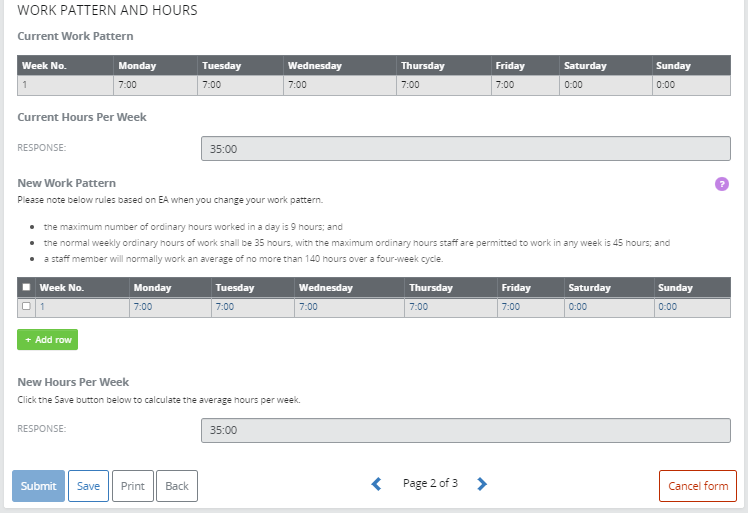 WORK PATTERN AND HOURS
Current Work Pattern
Week No. Monday Tuesday Wednesday Thursday Friday Saturday Sunday
1 7:00 7:00 7:00 7:00 7:00 0:00 0:00
Current Hours Per Week
RESPONSE: 35:00
New Work Pattern ?
Please note below rules based on EA when you change your work pattern.
• the maximum number of ordinary hours worked in a day is 9 hours; and
• the normal weekly ordinary hours of work shall be 35 hours, with the maximum ordinary hours staff are permitted to work in any week is 45 hours; and
• a staff member will normally work an average of no more than 140 hours over a four-week cycle.
Week No. Monday Tuesday Wednesday Thursday Friday Saturday Sunday
1 7:00 7:00 7:00 7:00 7:00 0:00 0:00
+ Add row
New Hours Per Week
Click the Save button below to calculate the average hours per week.
RESPONSE: 35:00
Submit Save Print Back Page 2 of 3 Cancel form